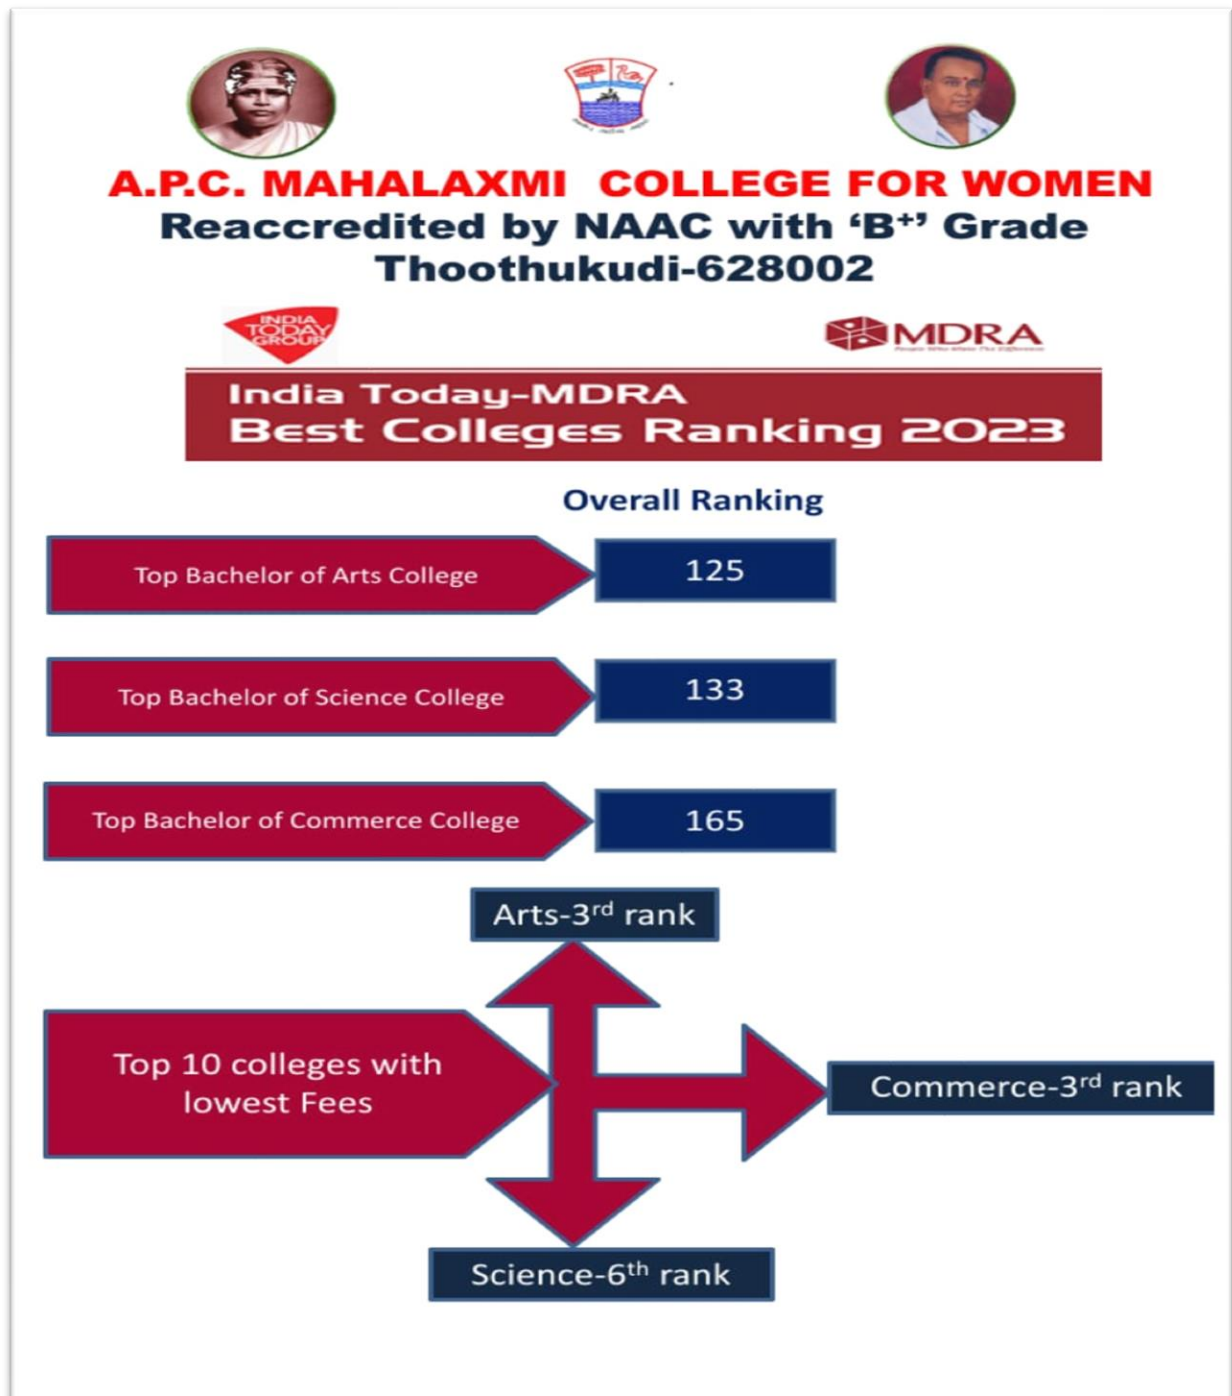 A.P.C. MAHALAXMI COLLEGE FOR WOMEN
Reaccredited by NAAC with ‘B⁺’ Grade
Thoothukudi-628002
INDIA
TODAY
GROUP
MDRA
India Today-MDRA
Best Colleges Ranking 2023
Overall Ranking
Top Bachelor of Arts College
125
Top Bachelor of Science College
133
Top Bachelor of Commerce College
165
Arts-3rd rank
Top 10 colleges with
lowest Fees
Commerce-3rd rank
Science-6th rank